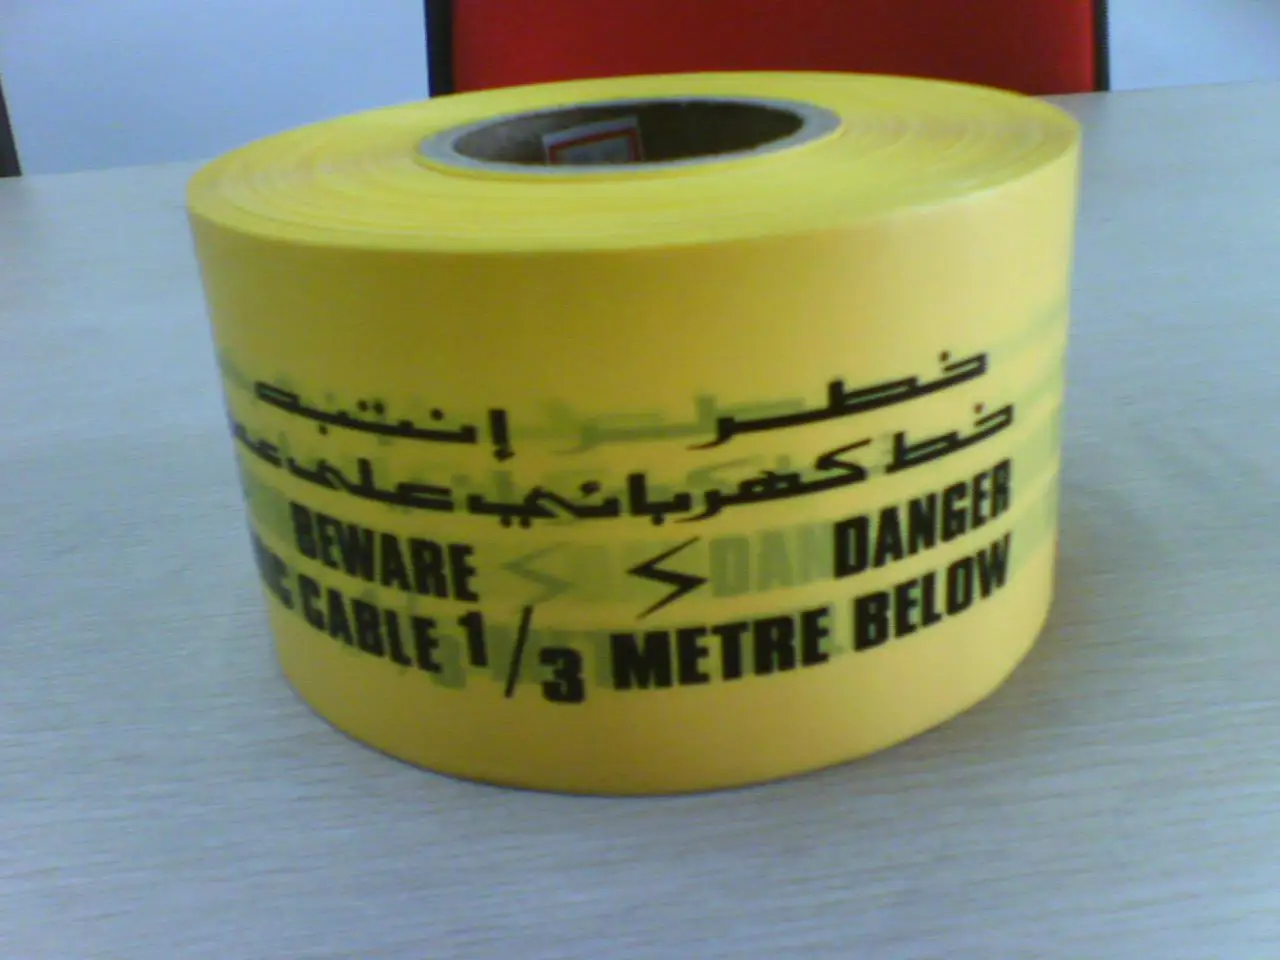 خطر إنتبه
خط كهربائي على
BEWARE DANGER
CABLE 1/3 METRE BELOW